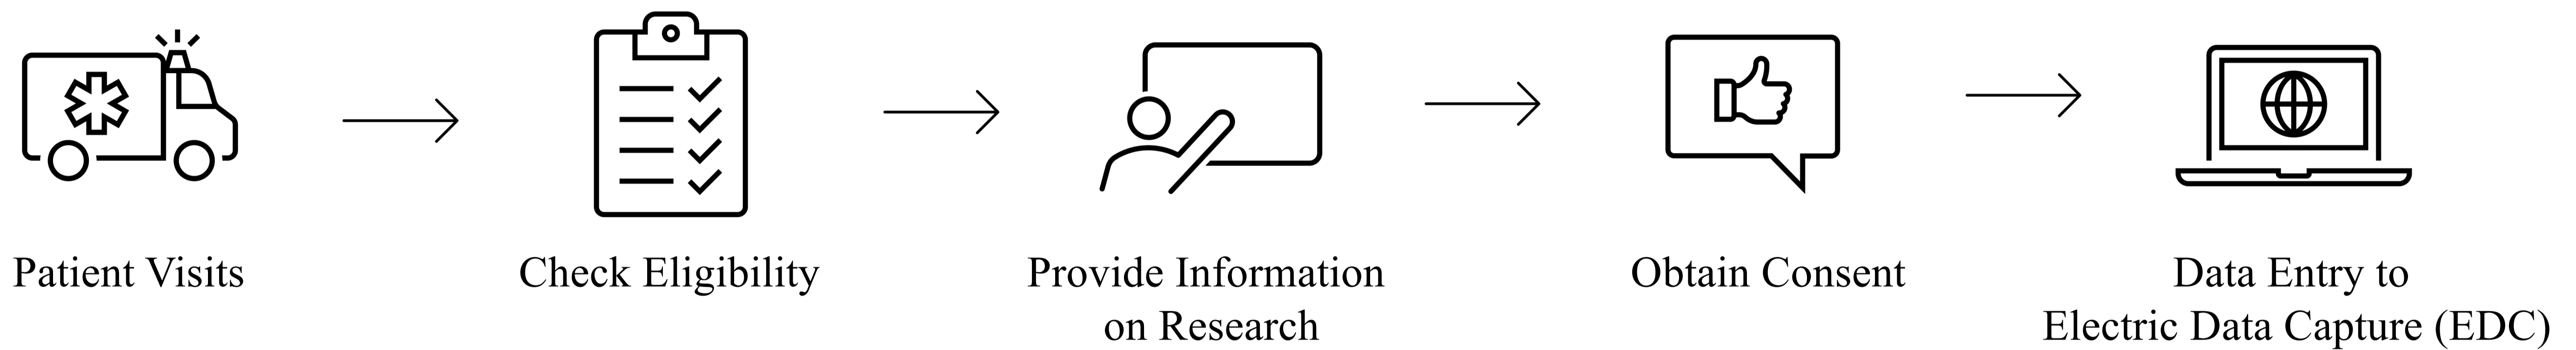 Patient Visits
Check Eligibility
Provide Information
on Research
Obtain Consent
Data Entry to
Electric Data Capture (EDC)